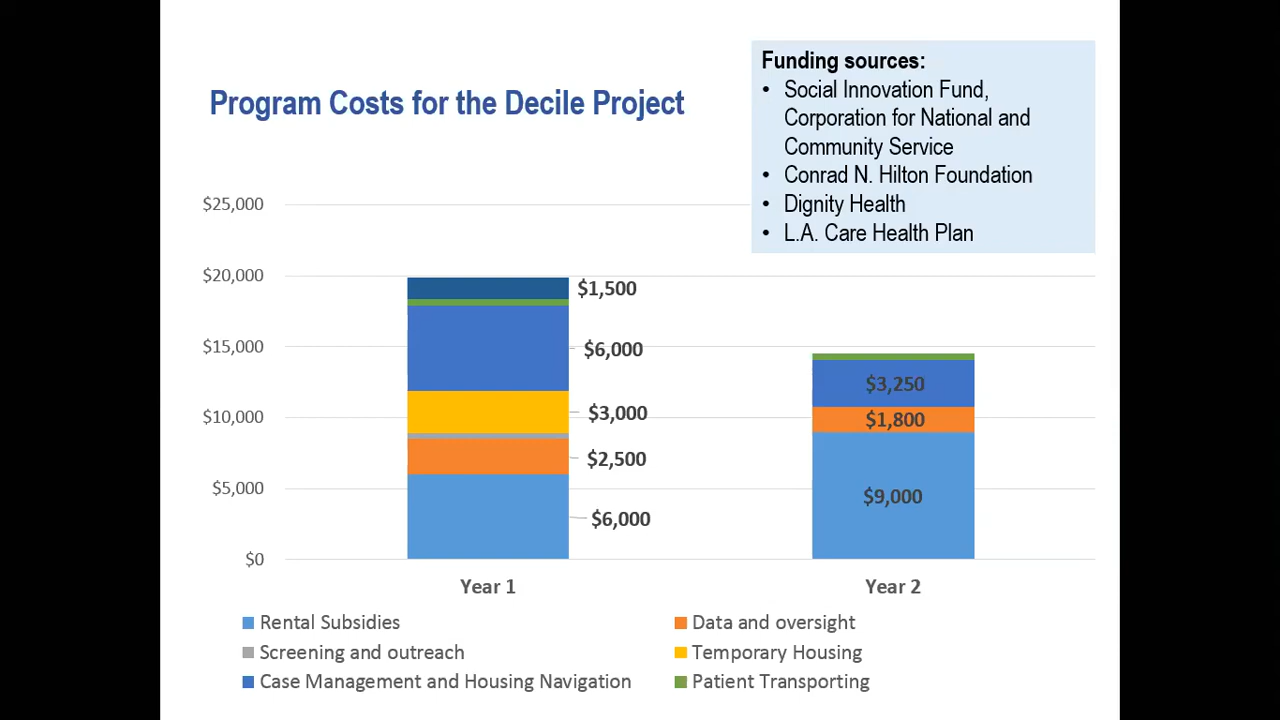 Program Costs for the Decile Project
Funding sources:
• Social Innovation Fund,
Corporation for National and
Community Service
• Conrad N. Hilton Foundation
• Dignity Health
• L.A. Care Health Plan
$25,000
$20,000
$15,000
$10,000
$5,000
$0
$1,500
$6,000
$3,000
$2,500
$6,000
$3,250
$1,800
$9,000
Year 1
Year 2
Rental Subsidies
Data and oversight
Screening and outreach
Temporary Housing
Case Management and Housing Navigation
Patient Transporting